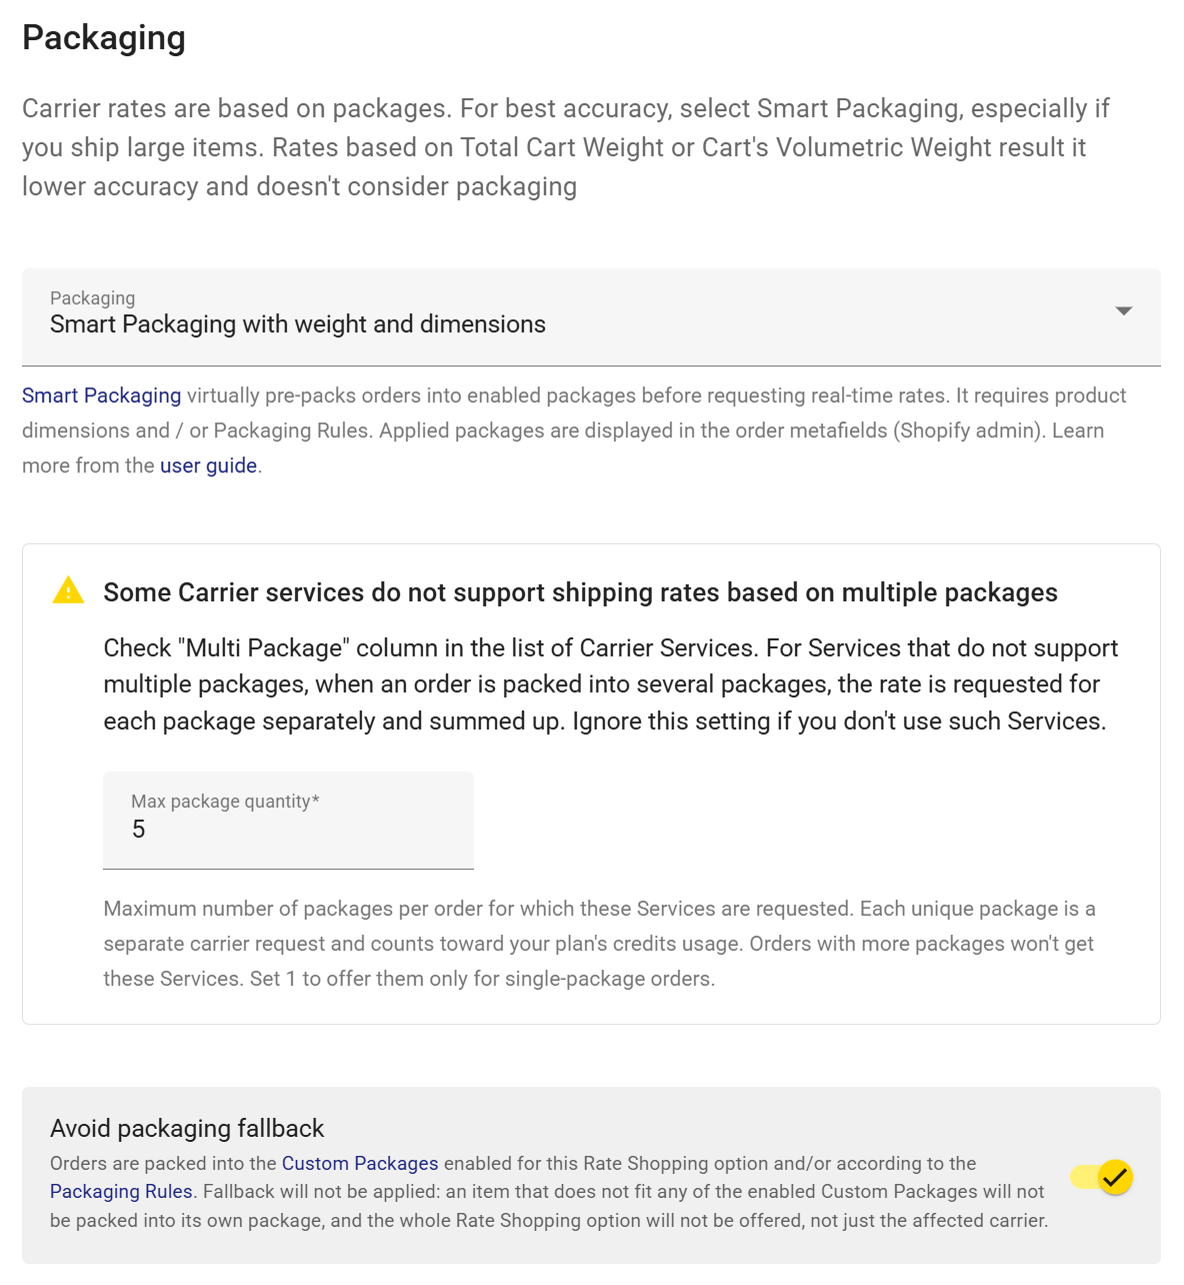 Packaging
Carrier rates are based on packages. For best accuracy, select Smart Packaging, especially if
you ship large items. Rates based on Total Cart Weight or Cart's Volumetric Weight result it
lower accuracy and doesn't consider packaging
Packaging
Smart Packaging with weight and dimensions
Smart Packaging virtually pre-packs orders into enabled packages before requesting real-time rates. It requires product
dimensions and / or Packaging Rules. Applied packages are displayed in the order metafields (Shopify admin). Learn
more from the user guide.
Some Carrier services do not support shipping rates based on multiple packages
Check "Multi Package" column in the list of Carrier Services. For Services that do not support
multiple packages, when an order is packed into several packages, the rate is requested for
each package separately and summed up. Ignore this setting if you don't use such Services.
Max package quantity*
5
Maximum number of packages per order for which these Services are requested. Each unique package is a
separate carrier request and counts toward your plan's credits usage. Orders with more packages won't get
these Services. Set 1 to offer them only for single-package orders.
Avoid packaging fallback
Orders are packed into the Custom Packages enabled for this Rate Shopping option and/or according to the
Packaging Rules. Fallback will not be applied: an item that does not fit any of the enabled Custom Packages will not
be packed into its own package, and the whole Rate Shopping option will not be offered, not just the affected carrier.